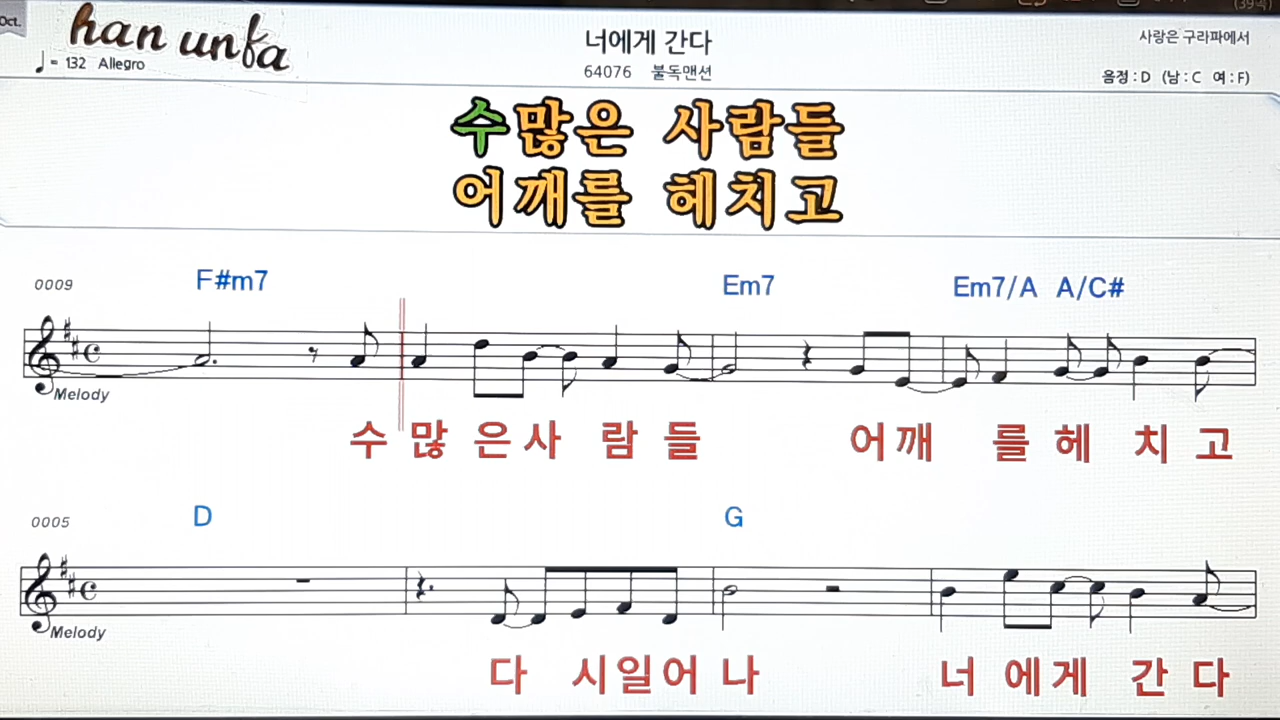 (39곡)
Oct.
han unfa
♩= 132 Allegro
너에게 간다
64076 불독맨션
사랑은 구라파에서
음정 : D (남 : C 여 : F)
수많은 사람들
어깨를 헤치고
0009 F#m7 Em7 Em7/A A/C#
Melody
수 많 은 사 람 들 어 깨 를 헤 치 고
0005 D G
Melody
다 시 일 어 나 너 에 게 간 다